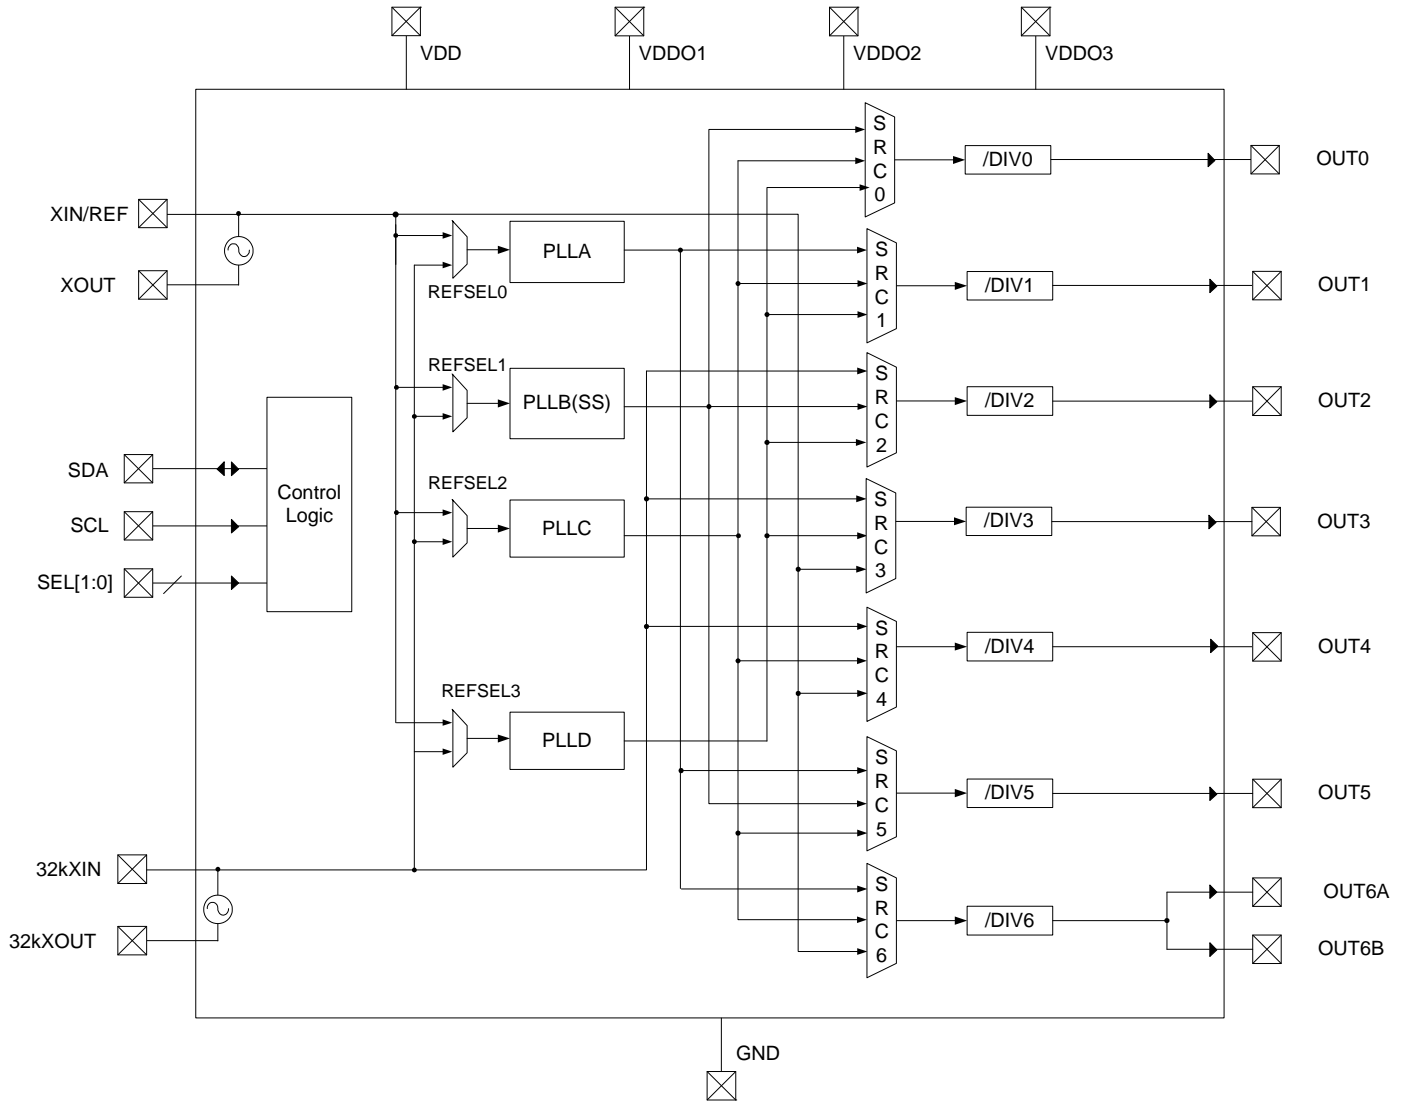 VDD
VDDO1
VDDO2
VDDO3
S
R
C
0
/DIV0
OUT0
XIN/REF
PLLA
REFSEL0
XOUT
S
R
C
1
/DIV1
OUT1
REFSEL1
PLLB(SS)
S
R
C
2
/DIV2
OUT2
SDA
SCL
SEL[1:0]
Control
Logic
REFSEL2
PLLC
S
R
C
3
/DIV3
OUT3
S
R
C
4
/DIV4
OUT4
REFSEL3
PLLD
S
R
C
5
/DIV5
OUT5
32kXIN
32kXOUT
S
R
C
6
/DIV6
OUT6A
OUT6B
GND